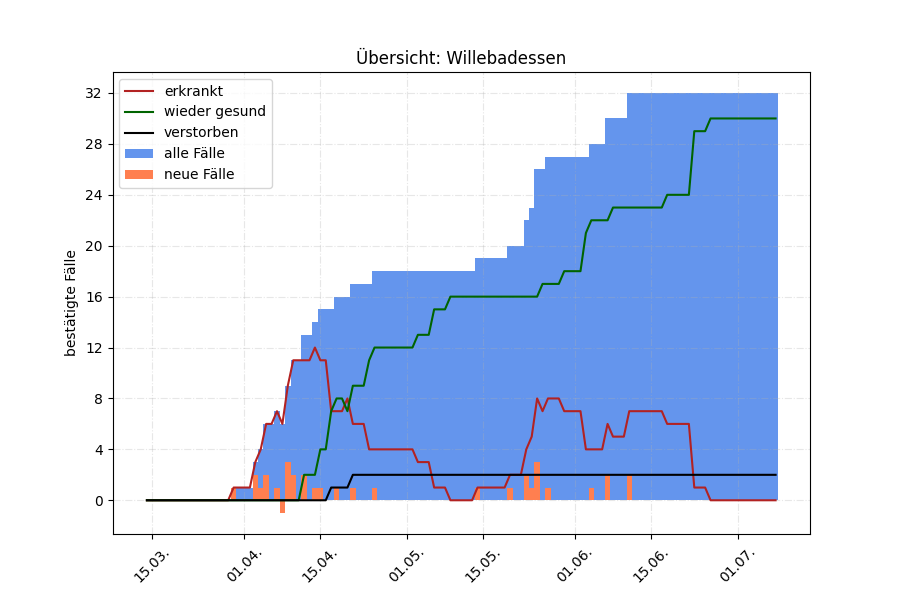 Übersicht: Willebadessen
erkrankt
wieder gesund
verstorben
alle Fälle
neue Fälle
bestätigte Fälle
32
28
24
20
16
12
8
4
0
15.03.
01.04.
15.04.
01.05.
15.05.
01.06.
15.06.
01.07.